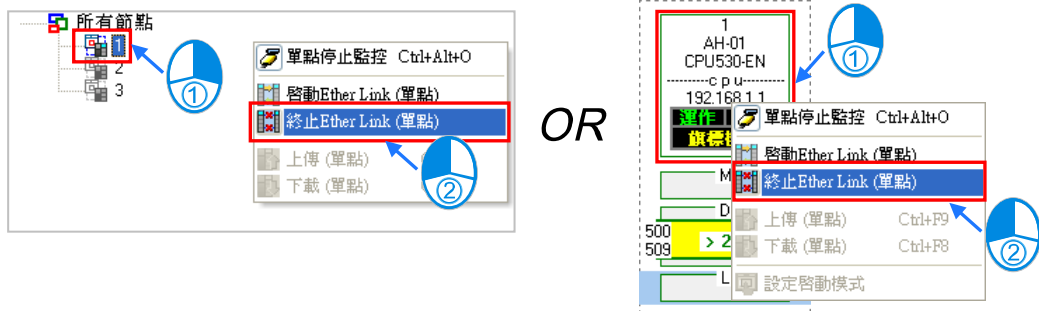 所有節點
1
2
3
①
單點停止監控 Ctrl+Alt+O
啓動Ether Link (單點)
終止Ether Link (單點)
上傳 (單點)
下載 (單點)
②
OR
1
AH-01
CPU530-EN
---------c p u---------
192.168.1.1
運作
①
單點停止監控 Ctrl+Alt+O
啓動Ether Link (單點)
終止Ether Link (單點)
上傳 (單點) Ctrl+F9
下載 (單點) Ctrl+F8
設定啓動模式
②
M
D
500
509
> 2
L